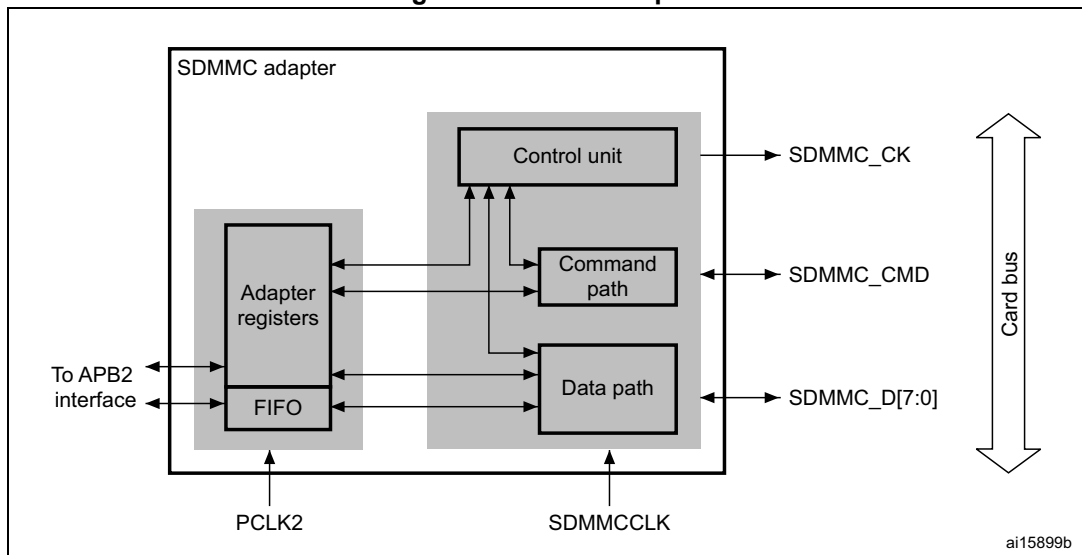 SDMMC adapter
Control unit
SDMMC_CK
Command
path
SDMMC_CMD
Adapter
registers
Card bus
To APB2
interface
FIFO
Data path
SDMMC_D[7:0]
PCLK2
SDMMCCLK
ai15899b